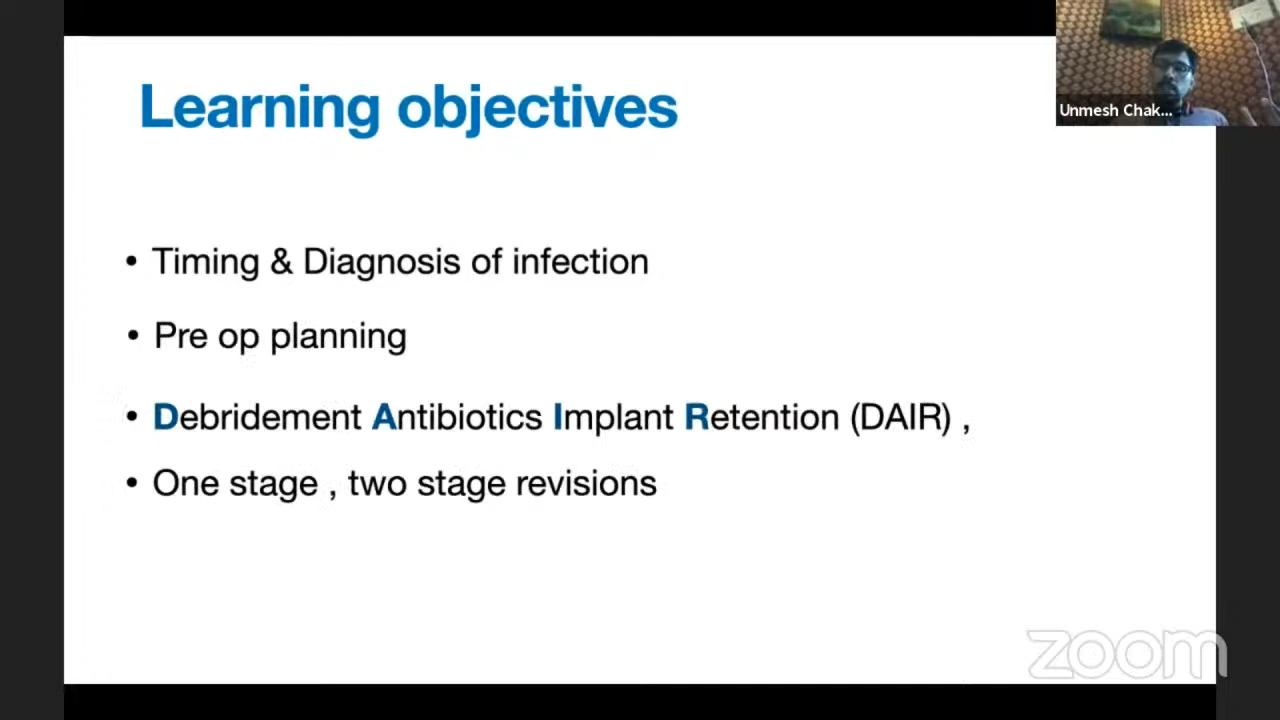 Learning objectives
Unmesh Chak...
• Timing & Diagnosis of infection
• Pre op planning
• Debridement Antibiotics Implant Retention (DAIR) ,
• One stage , two stage revisions
zoom